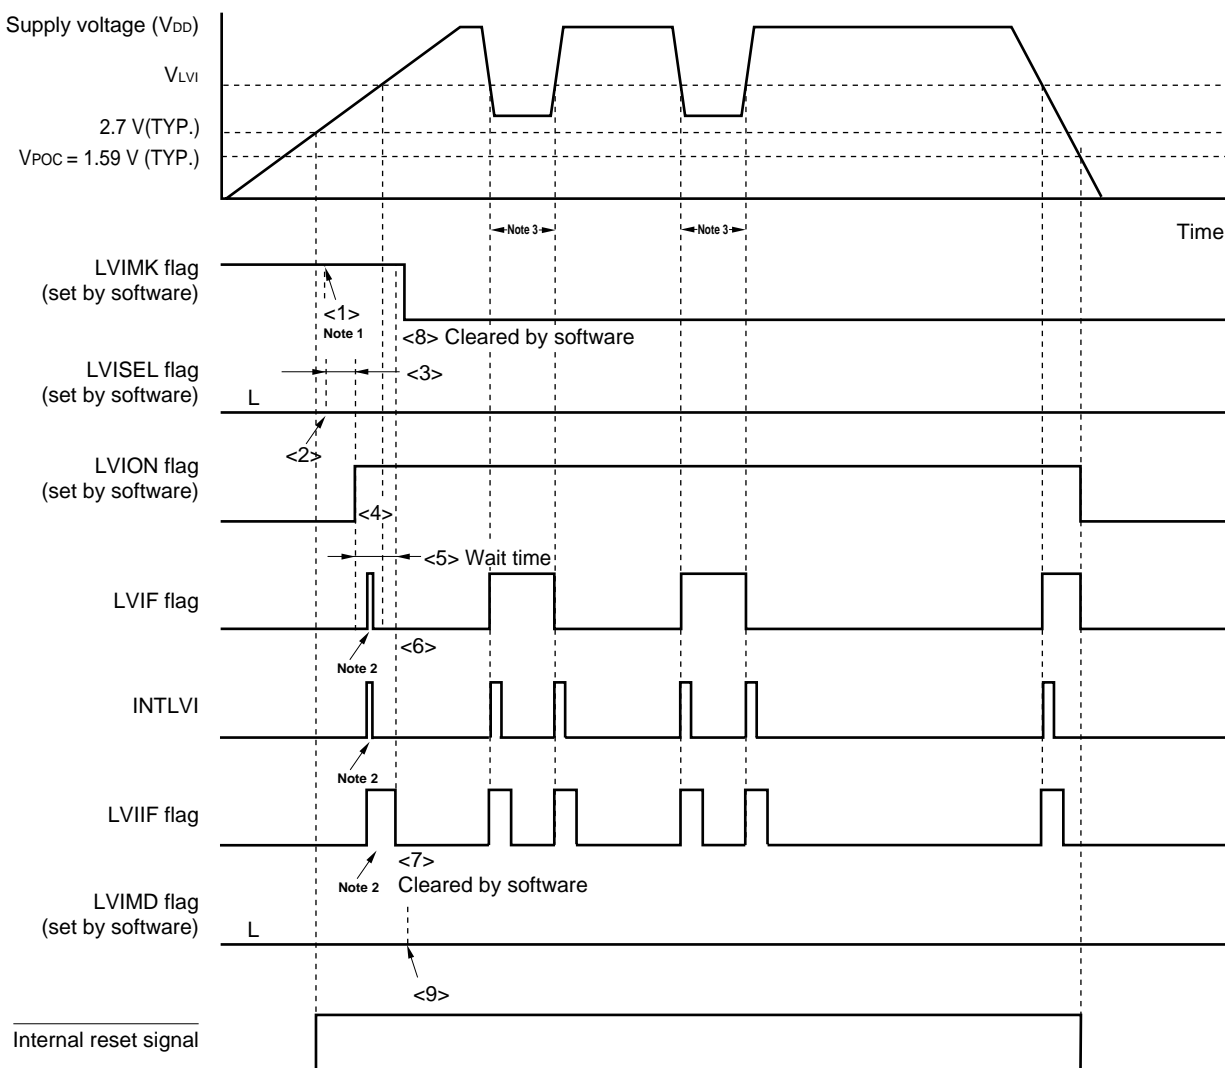 Supply voltage (VDD)
VLVI
2.7 V(TYP.)
VPOC = 1.59 V (TYP.)
Note 3
Note 3
Time
LVIMK flag
(set by software)
<1>
Note 1
<8> Cleared by software
LVISEL flag
(set by software)
L
<3>
<2>
LVION flag
(set by software)
<4>
<5> Wait time
LVIF flag
Note 2
<6>
INTLVI
Note 2
LVIIF flag
Note 2
<7>
Cleared by software
LVIMD flag
(set by software)
L
<9>
Internal reset signal